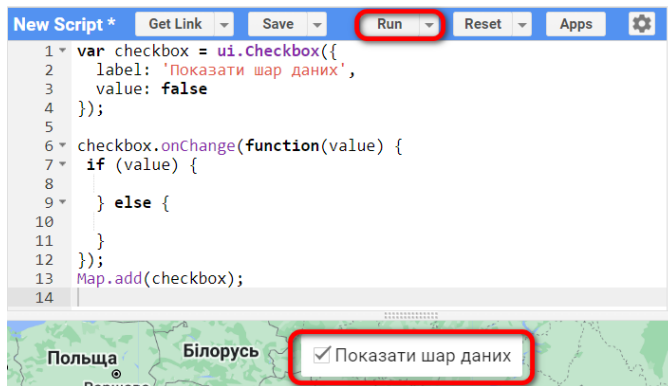 New Script * Get Link Save Run Reset Apps
1 var checkbox = ui.Checkbox({
2 label: 'Показати шар даних',
3 value: false
4 });
5
6 checkbox.onChange(function(value) {
7 if (value) {
8
9 } else {
10
11 }
12 });
13 Map.add(checkbox);
14
Польща Білорусь Показати шар даних